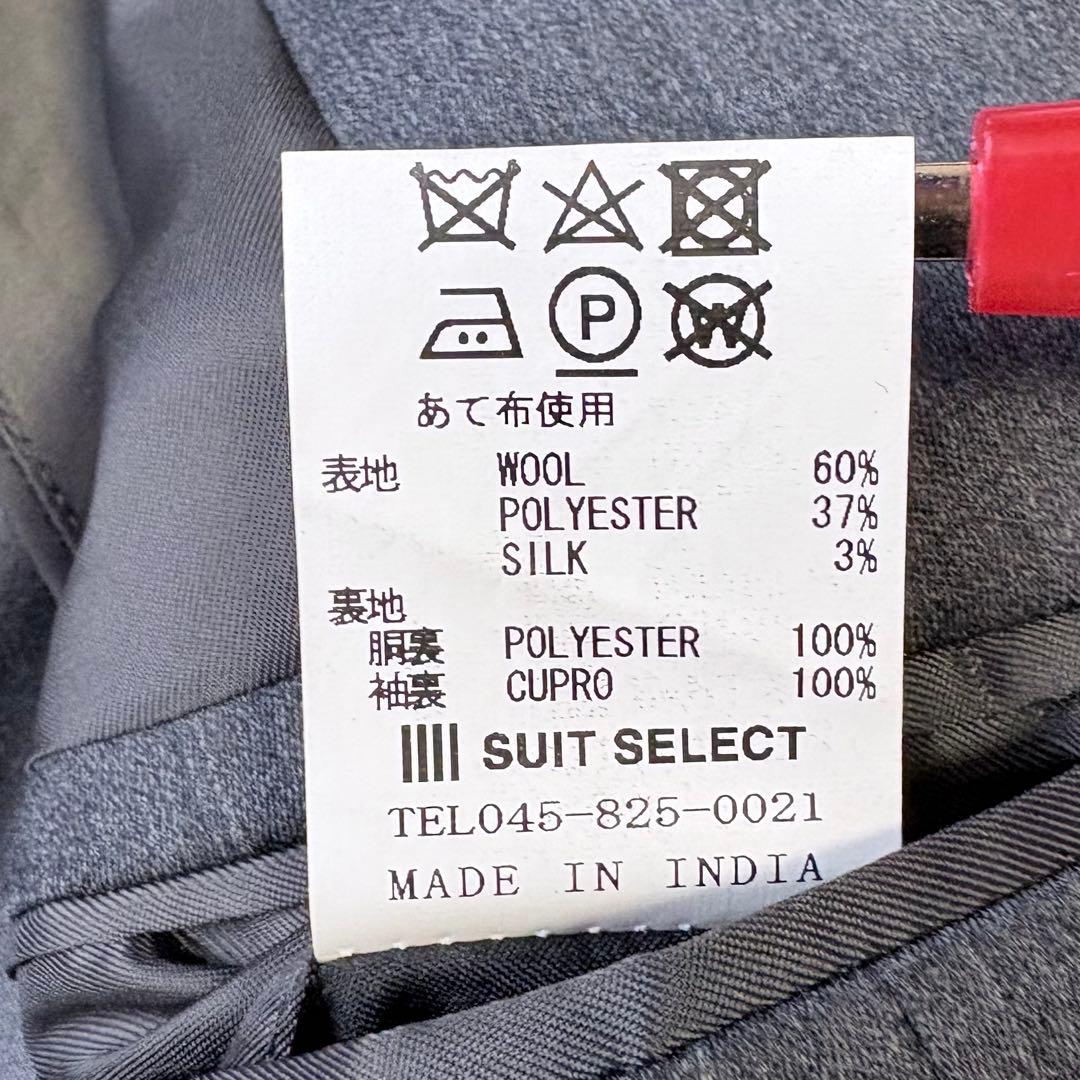 P W
あて布使用
表地 WOOL 60%
POLYESTER 37%
SILK 3%
裏地
胴裏 POLYESTER 100%
袖裏 CUPRO 100%
SUIT SELECT
TEL045-825-0021
MADE IN INDIA